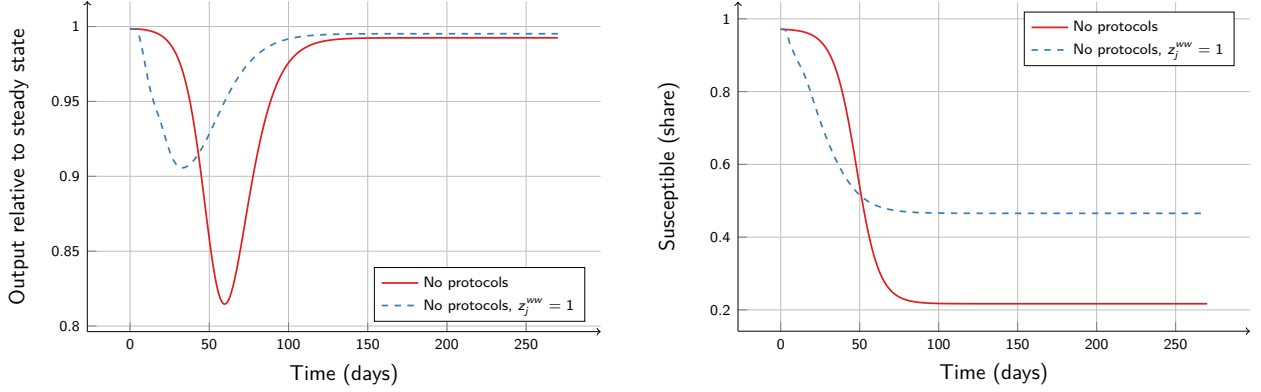 Output relative to steady state
1
0.95
0.9
0.85
0.8
0
50
100
150
200
250
Time (days)
No protocols
No protocols, $z_j^{ww} = 1$
Susceptible (share)
1
0.8
0.6
0.4
0.2
0
50
100
150
200
250
Time (days)
No protocols
No protocols, $z_j^{ww} = 1$